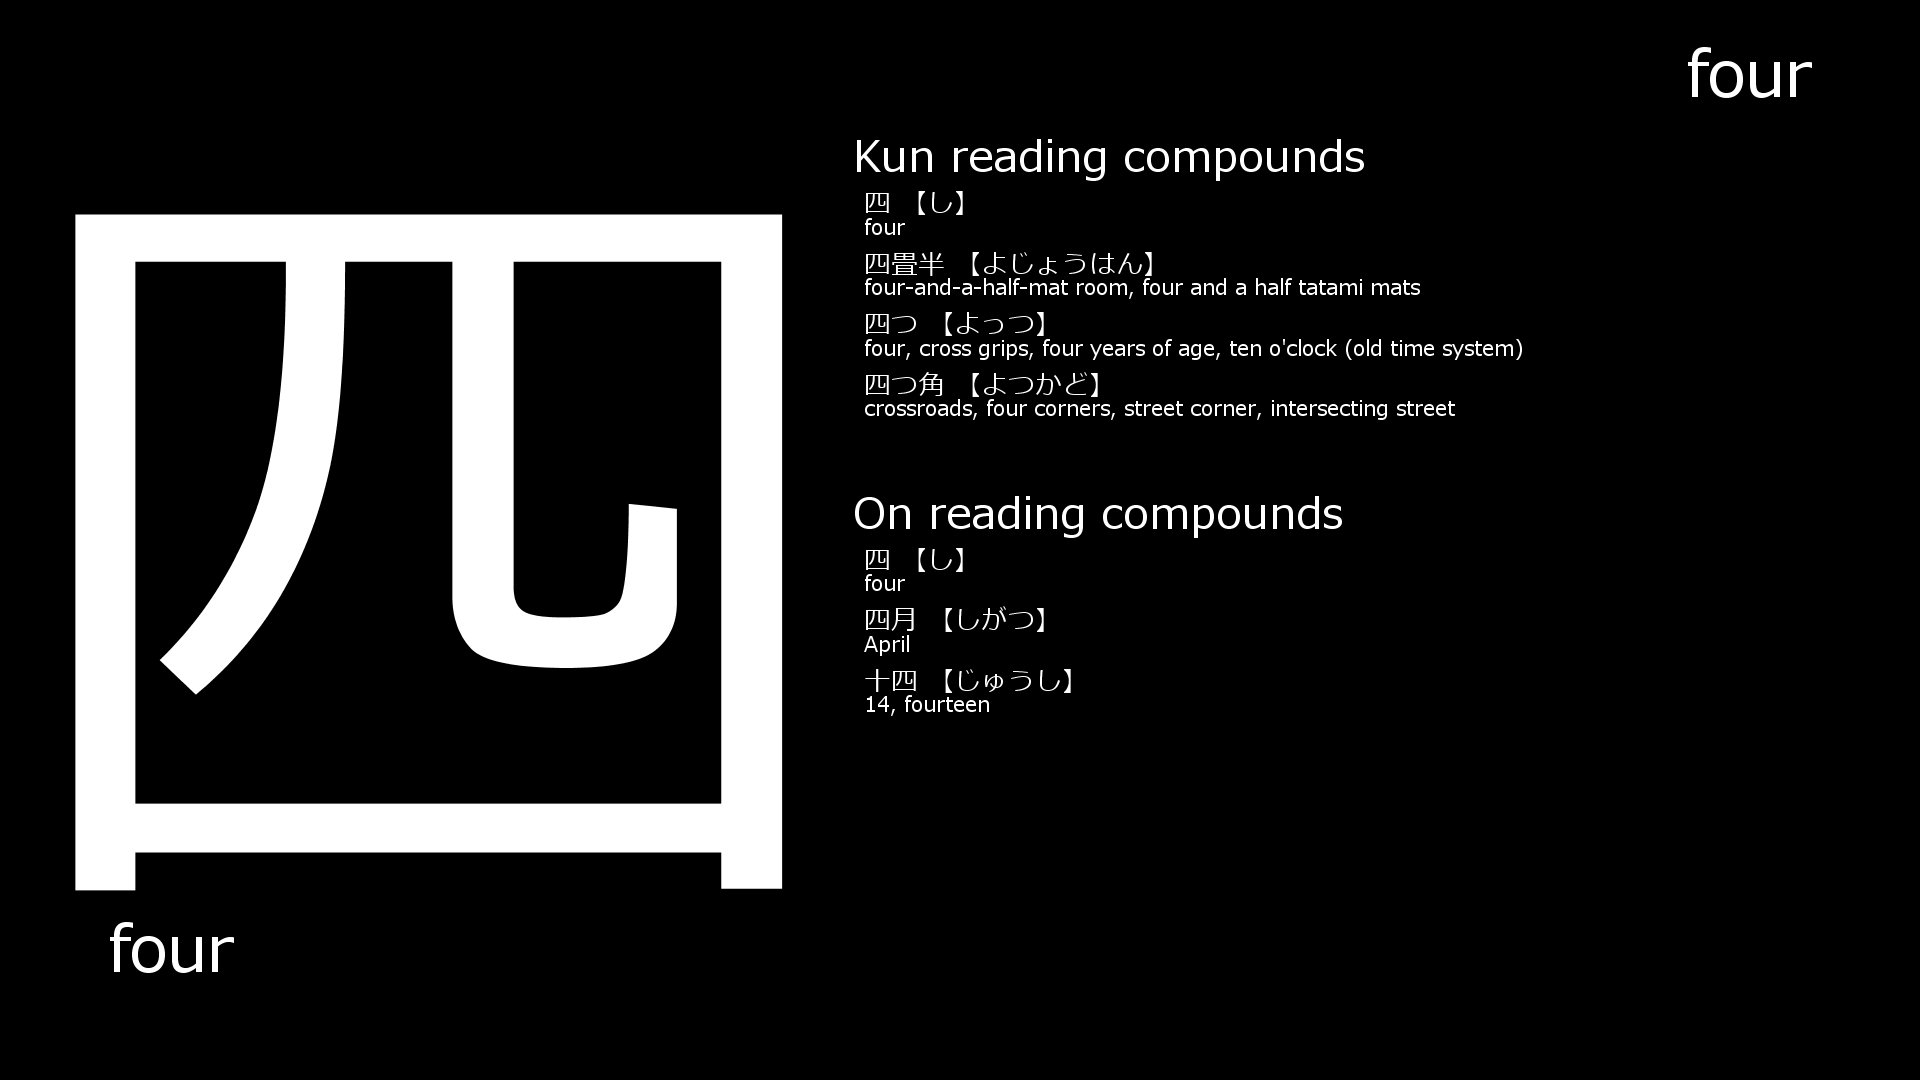 four
四
four
Kun reading compounds
四 【し】
four
四畳半 【よじょうはん】
four-and-a-half-mat room, four and a half tatami mats
四つ 【よっつ】
four, cross grips, four years of age, ten o'clock (old time system)
四つ角 【よつかど】
crossroads, four corners, street corner, intersecting street
On reading compounds
四 【し】
four
四月 【しがつ】
April
十四 【じゅうし】
14, fourteen